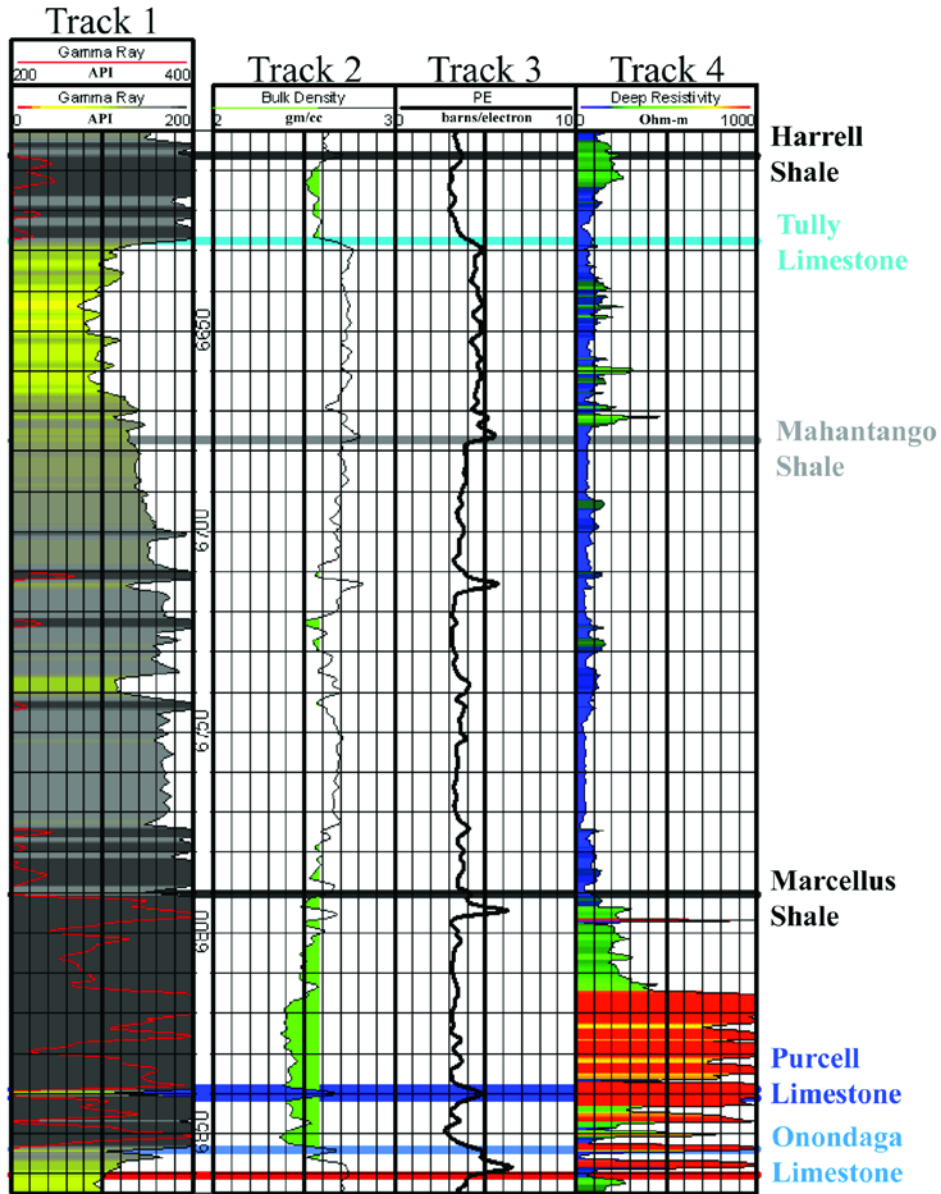 Track 1
Gamma Ray
200 API 400
Gamma Ray
0 API 200
Track 2
Bulk Density
2 gm/cc 3
Track 3
PE
0 barns/electron 10
Track 4
Deep Resistivity
0 Ohm-m 1000
Harrell
Shale
Tully
Limestone
6650
Mahantango
Shale
6700
6750
Marcellus
Shale
6800
Purcell
Limestone
6850
Onondaga
Limestone